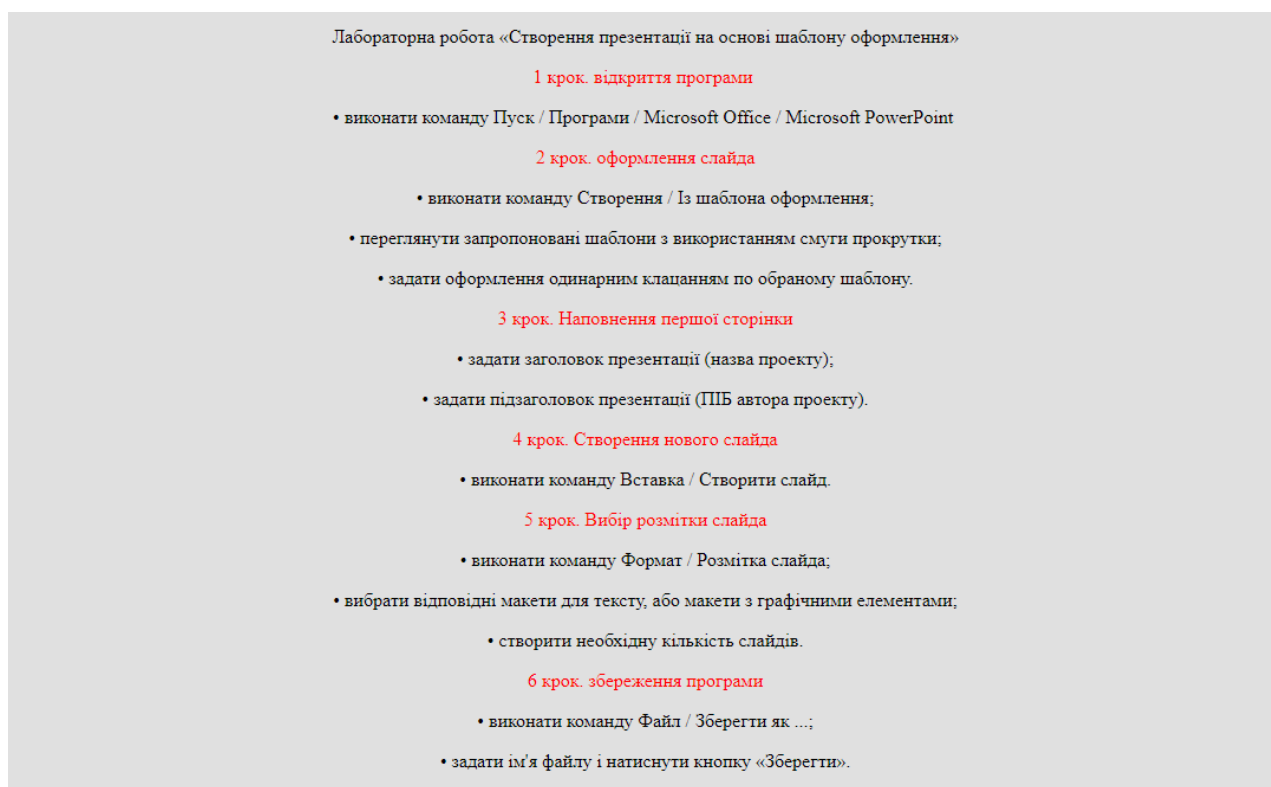 Лабораторна робота «Створення презентації на основі шаблону оформлення»
1 крок. відкриття програми
• виконати команду Пуск / Програми / Microsoft Office / Microsoft PowerPoint
2 крок. оформлення слайда
• виконати команду Створення / Із шаблона оформлення;
• переглянути запропоновані шаблони з використанням смуги прокрутки;
• задати оформлення одинарним клацанням по обраному шаблону.
3 крок. Наповнення першої сторінки
• задати заголовок презентації (назва проекту);
• задати підзаголовок презентації (ПІБ автора проекту).
4 крок. Створення нового слайда
• виконати команду Вставка / Створити слайд.
5 крок. Вибір розмітки слайда
• виконати команду Формат / Розмітка слайда;
• вибрати відповідні макети для тексту, або макети з графічними елементами;
• створити необхідну кількість слайдів.
6 крок. збереження програми
• виконати команду Файл / Зберегти як ...;
• задати ім'я файлу і натиснути кнопку «Зберегти».